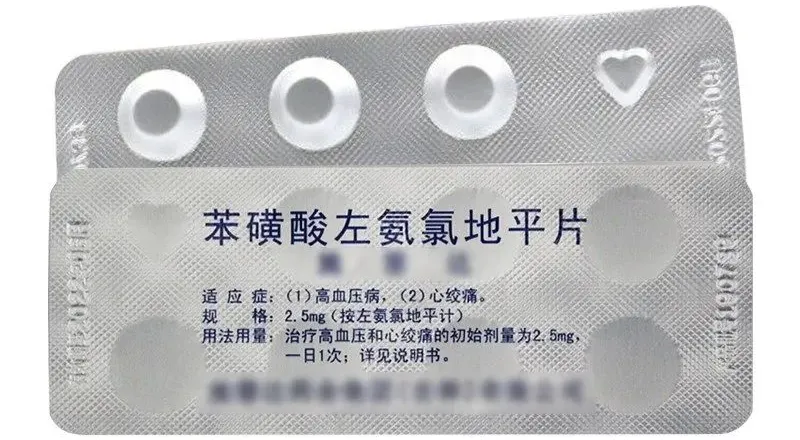 苯磺酸左氨氯地平片
适应症：（1）高血压病，（2）心绞痛。
规　　格：2.5mg（按左氨氯地平计）
用法用量：治疗高血压和心绞痛的初始剂量为2.5mg，
一日1次；详见说明书。